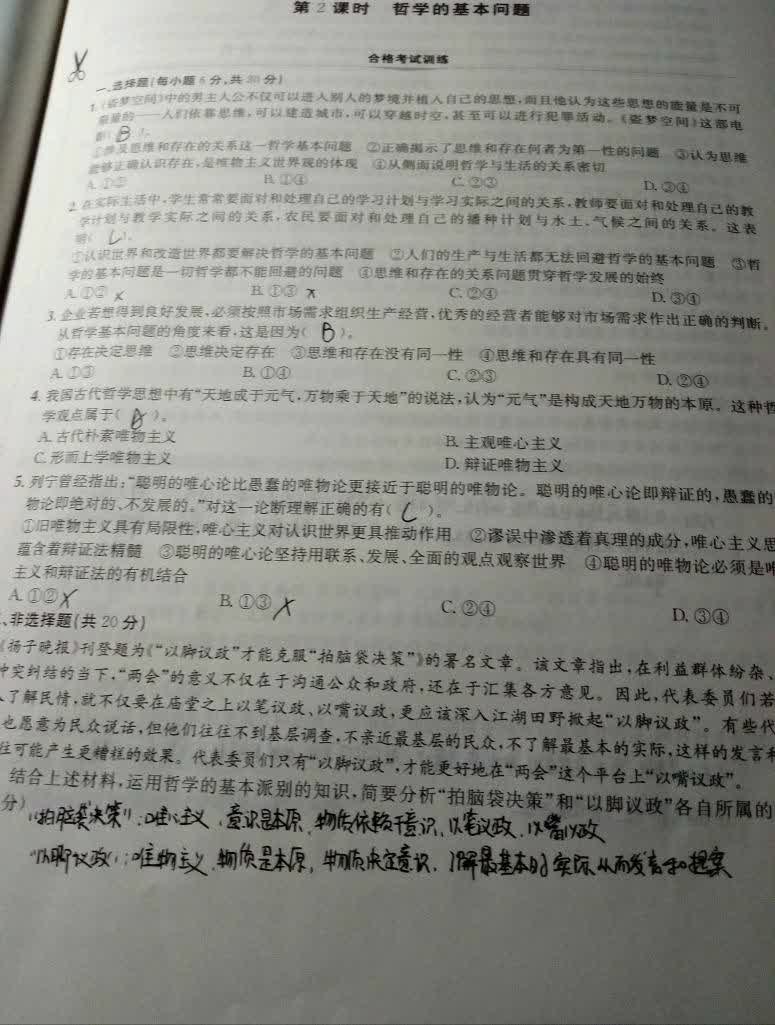 第2课时 哲学的基本问题
合格考试训练
一、选择题(每小题6分,共30分)
1.《盗梦空间》中的男主人公不仅可以进入别人的梦境并植入自己的思想,而且他认为这些思想的能量是不可
限量的——人们依靠思维,可以建造城市,可以穿越时空,甚至可以进行犯罪活动。《盗梦空间》这部电
影( B )。
①涉及思维和存在的关系这一哲学基本问题 ②正确揭示了思维和存在何者为第一性的问题 ③认为思维
能够正确认识存在,是唯物主义世界观的体现 ④从侧面说明哲学与生活的关系密切
A.①② B.①④ C.②③ D.③④
2.在实际生活中,学生常常要面对和处理自己的学习计划与学习实际之间的关系,教师要面对和处理自己的教
学计划与教学实际之间的关系,农民要面对和处理自己的播种计划与水土、气候之间的关系。这表
明( C )。
①认识世界和改造世界都要解决哲学的基本问题 ②人们的生产与生活都无法回避哲学的基本问题 ③哲
学的基本问题是一切哲学都不能回避的问题 ④思维和存在的关系问题贯穿哲学发展的始终
A.①② × B.①③ × C.②④ D.③④
3.企业若想得到良好发展,必须按照市场需求组织生产经营,优秀的经营者能够对市场需求作出正确的判断。
从哲学基本问题的角度来看,这是因为( B )。
①存在决定思维 ②思维决定存在 ③思维和存在没有同一性 ④思维和存在具有同一性
A.①③ B.①④ C.②③ D.②④
4.我国古代哲学思想中有“天地成于元气,万物乘于天地”的说法,认为“元气”是构成天地万物的本原。这种哲
学观点属于( )。
A.古代朴素唯物主义 B.主观唯心主义
C.形而上学唯物主义 D.辩证唯物主义
5.列宁曾经指出:“聪明的唯心论比愚蠢的唯物论更接近于聪明的唯物论。聪明的唯心论即辩证的,愚蠢的
物论即绝对的、不发展的。”对这一论断理解正确的有( C )。
①旧唯物主义具有局限性,唯心主义对认识世界更具推动作用 ②谬误中渗透着真理的成分,唯心主义思
蕴含着辩证法精髓 ③聪明的唯心论坚持用联系、发展、全面的观点观察世界 ④聪明的唯物论必须是唯
主义和辩证法的有机结合
A.①② × B.①③ × C.②④ D.③④
、非选择题(共20分)
《扬子晚报》刊登题为《“以脚议政”才能克服“拍脑袋决策”》的署名文章。该文章指出,在利益群体纷杂、
冲突纠结的当下,“两会”的意义不仅在于沟通公众和政府,还在于汇集各方意见。因此,代表委员们若
入了解民情,就不仅要在庙堂之上以笔议政、以嘴议政,更应该深入江湖田野掀起“以脚议政”。有些代
也愿意为民众说话,但他们往往不到基层调查,不亲近最基层的民众,不了解最基本的实际,这样的发言和
往可能产生更糟糕的效果。代表委员们只有“以脚议政”,才能更好地在“两会”这个平台上“以嘴议政”。
结合上述材料,运用哲学的基本派别的知识,简要分析“拍脑袋决策”和“以脚议政”各自所属的
分)
“拍脑袋决策”:唯心主义,意识是本原,物质依赖于意识,以笔议政、以嘴议政
“以脚议政”:唯物主义,物质是本原,物质决定意识.了解最基本的实际从而发言和提案